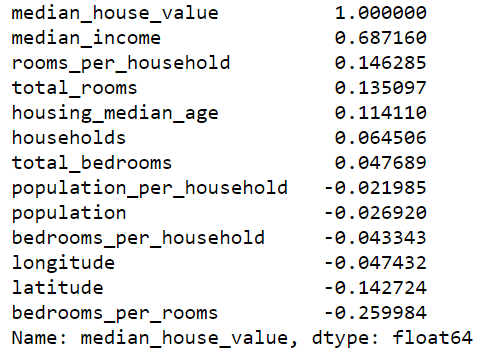 median_house_value 1.000000
median_income 0.687160
rooms_per_household 0.146285
total_rooms 0.135097
housing_median_age 0.114110
households 0.064506
total_bedrooms 0.047689
population_per_household -0.021985
population -0.026920
bedrooms_per_household -0.043343
longitude -0.047432
latitude -0.142724
bedrooms_per_rooms -0.259984
Name: median_house_value, dtype: float64